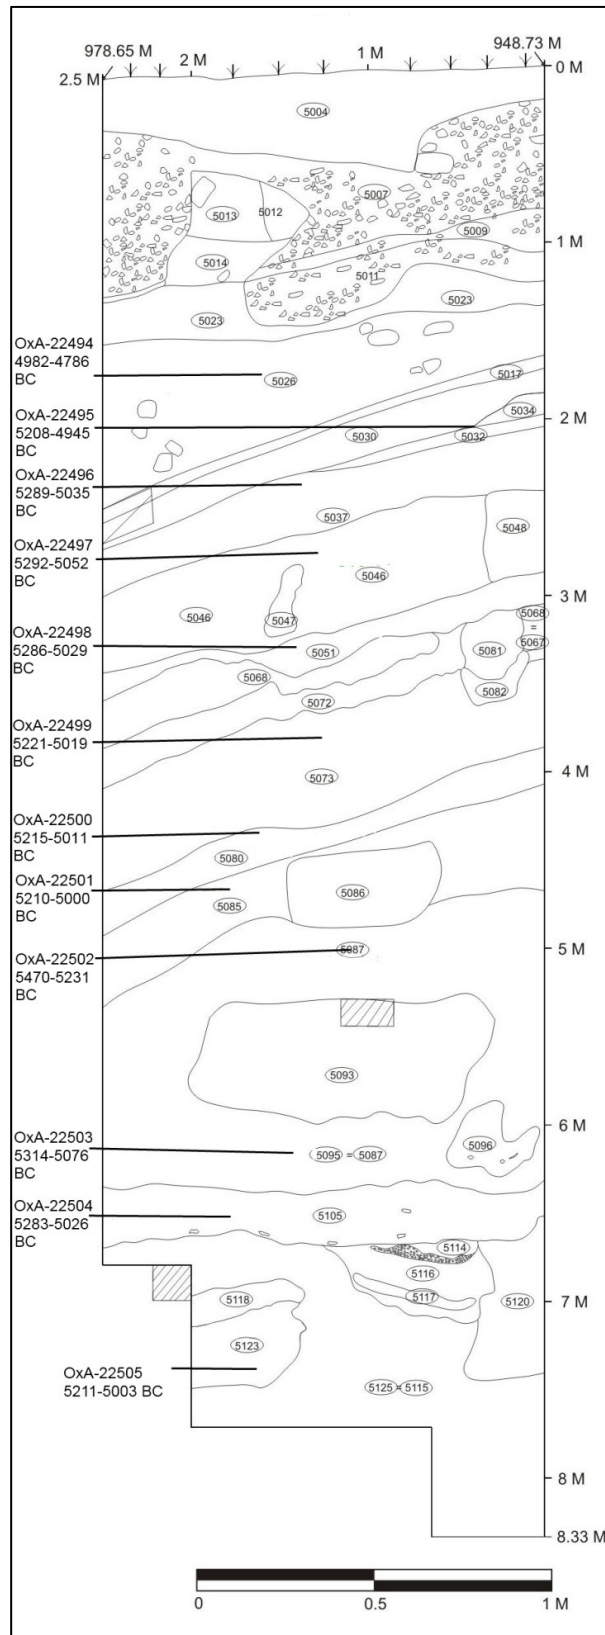 978.65 M
948.73 M
2.5 M
2 M
1 M
0 M
5004
5007
5013
5012
5009
1 M
5014
5011
5023
5023
OxA-22494
4982-4786
BC
5026
5017
OxA-22495
5208-4945
BC
5034
2 M
5030
5032
OxA-22496
5289-5035
BC
5037
5048
OxA-22497
5292-5052
BC
5046
3 M
5046
5047
5068
=
5067
OxA-22498
5286-5029
BC
5051
5081
5068
5082
5072
OxA-22499
5221-5019
BC
5073
4 M
OxA-22500
5215-5011
BC
5080
OxA-22501
5210-5000
BC
5085
5086
OxA-22502
5470-5231
BC
5087
5 M
5093
6 M
OxA-22503
5314-5076
BC
5095 = 5087
5096
OxA-22504
5283-5026
BC
5105
5114
5116
5118
5117
5120
7 M
5123
OxA-22505
5211-5003 BC
5125=5115
8 M
8.33 M
0
0.5
1 M